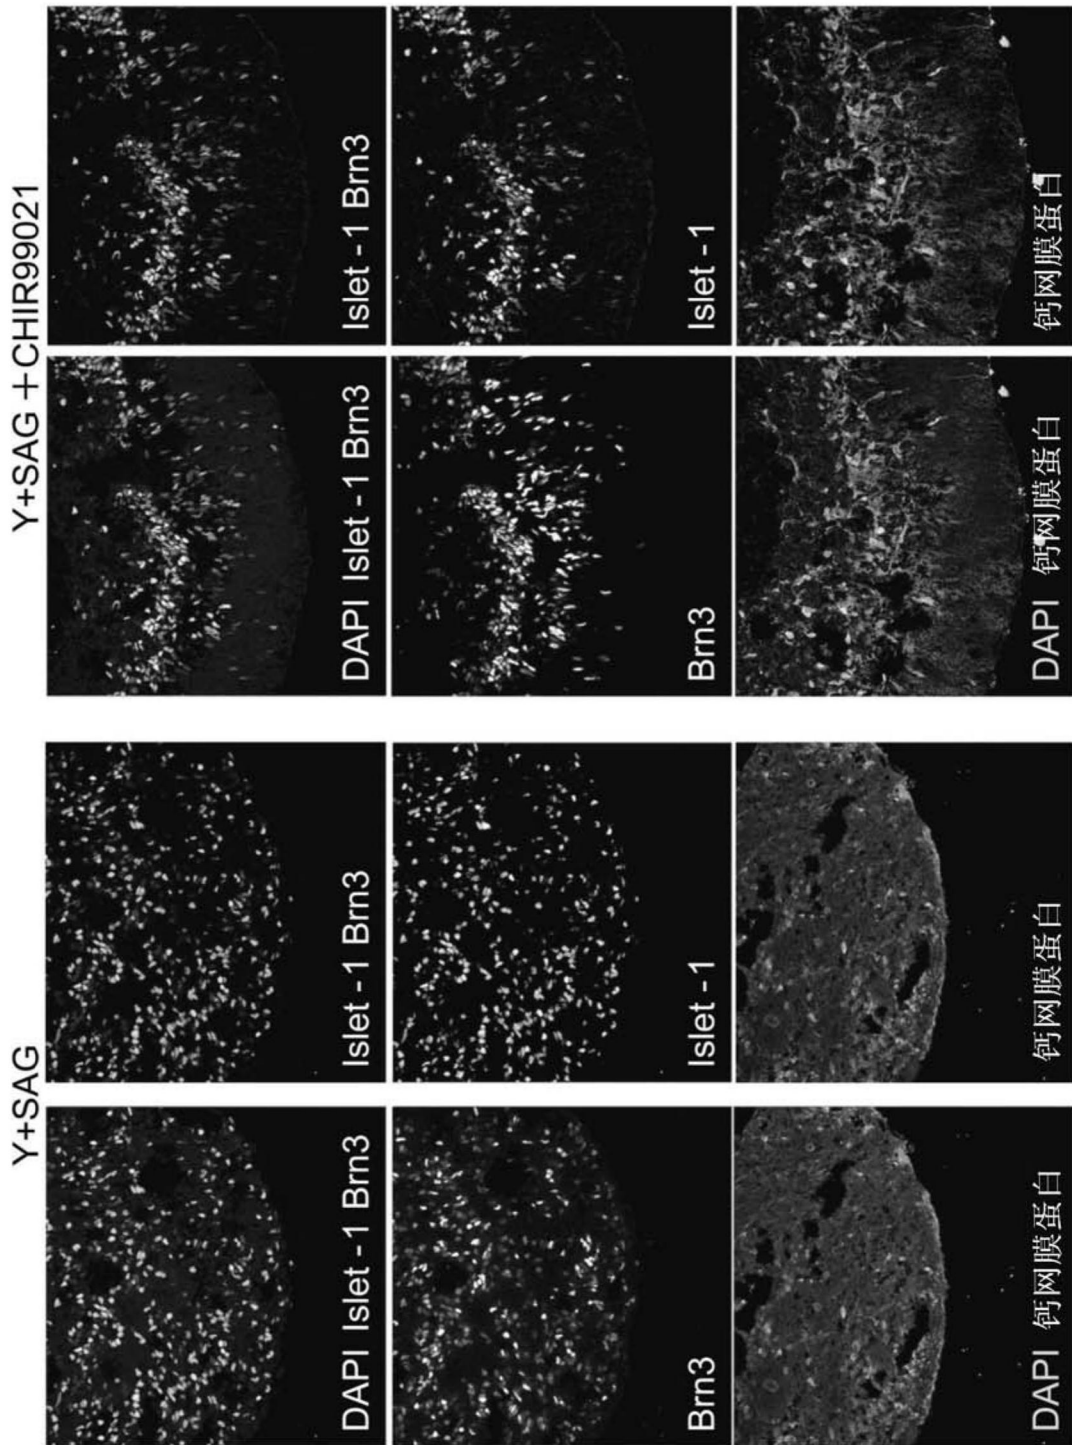 Y+SAG
Y+SAG+CHIR99021
DAPI Islet-1 Brn3
Islet-1 Brn3
DAPI Islet-1 Brn3
Islet-1 Brn3
Brn3
Islet-1
Brn3
Islet-1
DAPI 钙网膜蛋白
钙网膜蛋白
DAPI 钙网膜蛋白
钙网膜蛋白